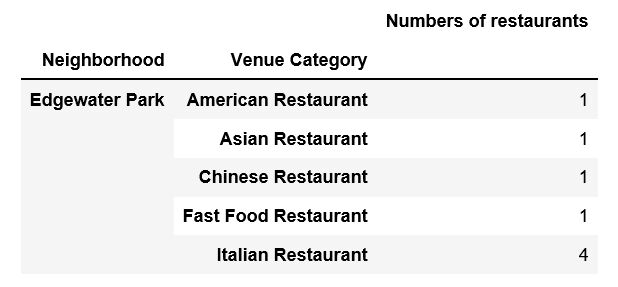 Numbers of restaurants
Neighborhood Venue Category
Edgewater Park American Restaurant 1
Asian Restaurant 1
Chinese Restaurant 1
Fast Food Restaurant 1
Italian Restaurant 4